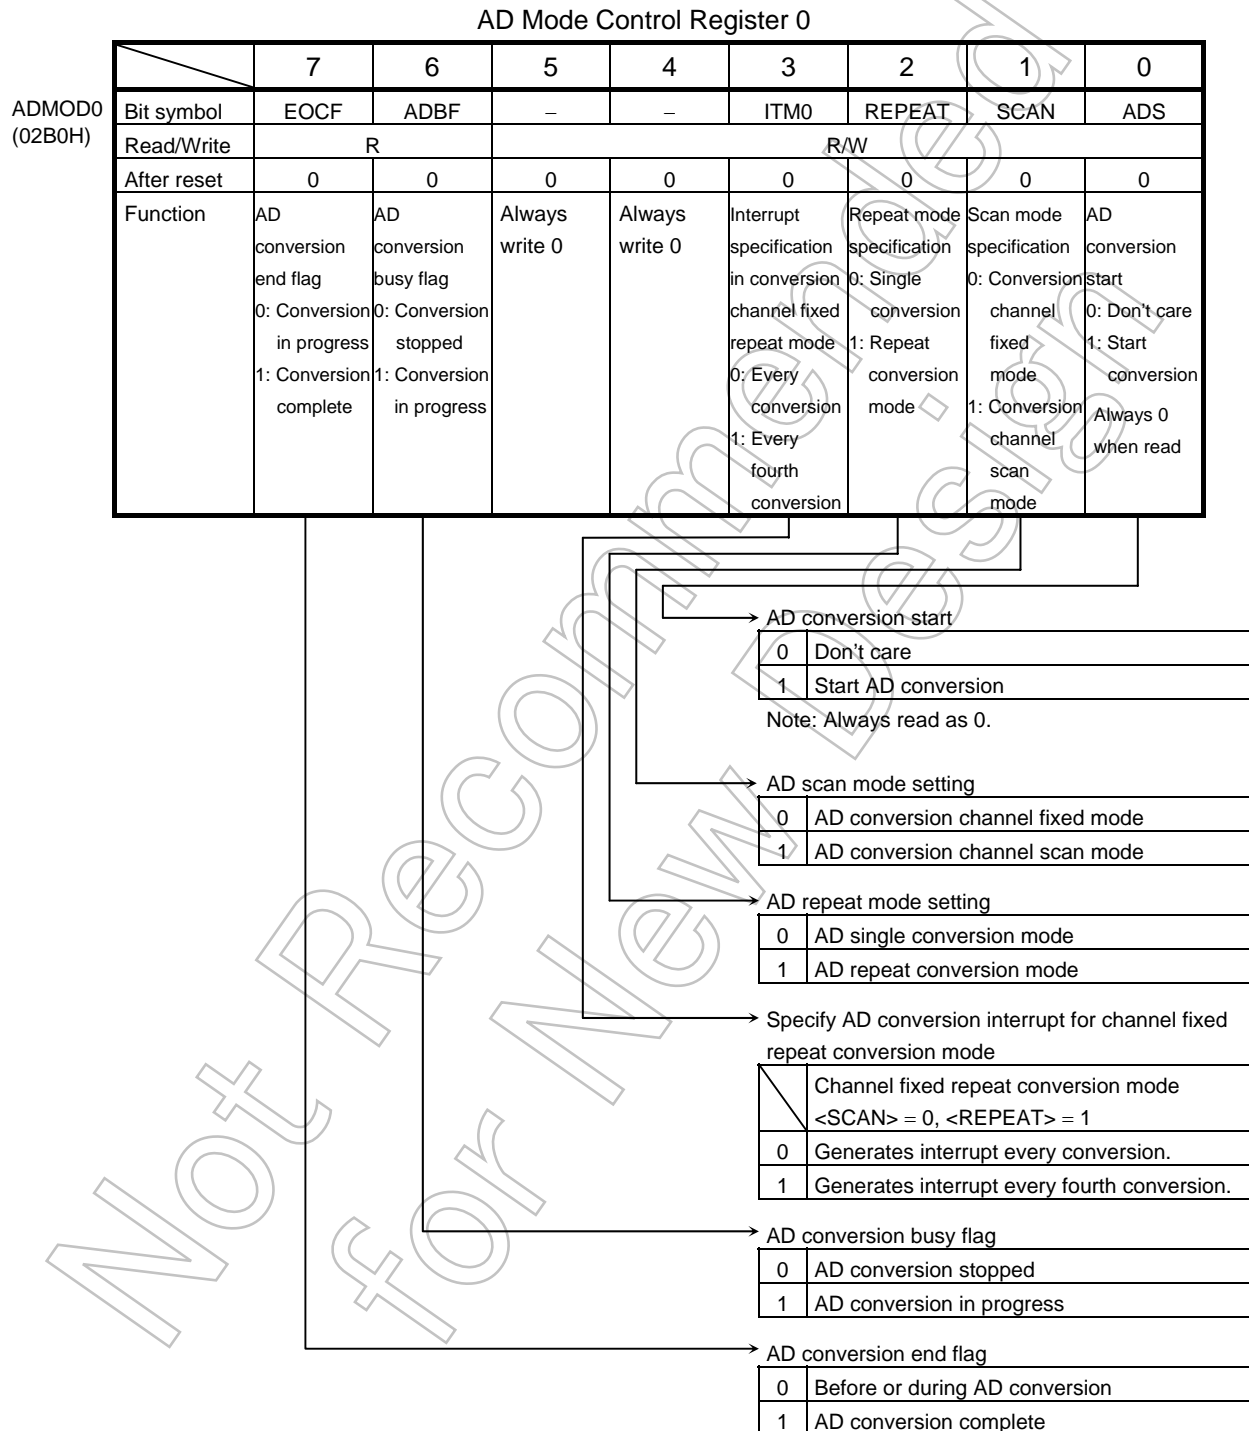 AD Mode Control Register 0
7 6 5 4 3 2 1 0
ADMOD0
(02B0H)
Bit symbol EOCF ADBF – – ITM0 REPEAT SCAN ADS
Read/Write R R/W
After reset 0 0 0 0 0 0 0 0
Function
AD
conversion
end flag
0: Conversion
in progress
1: Conversion
complete
AD
conversion
busy flag
0: Conversion
stopped
1: Conversion
in progress
Always
write 0
Always
write 0
Interrupt
specification
in conversion
channel fixed
repeat mode
0: Every
conversion
1: Every
fourth
conversion
Repeat mode
specification
0: Single
conversion
1: Repeat
conversion
mode
Scan mode
specification
0: Conversion
channel
fixed
mode
1: Conversion
channel
scan
mode
AD
conversion
start
0: Don't care
1: Start
conversion
Always 0
when read
AD conversion start
0 Don't care
1 Start AD conversion
Note: Always read as 0.
AD scan mode setting
0 AD conversion channel fixed mode
1 AD conversion channel scan mode
AD repeat mode setting
0 AD single conversion mode
1 AD repeat conversion mode
Specify AD conversion interrupt for channel fixed
repeat conversion mode
Channel fixed repeat conversion mode
<SCAN> = 0, <REPEAT> = 1
0 Generates interrupt every conversion.
1 Generates interrupt every fourth conversion.
AD conversion busy flag
0 AD conversion stopped
1 AD conversion in progress
AD conversion end flag
0 Before or during AD conversion
1 AD conversion complete
Not Recommended
for New Design